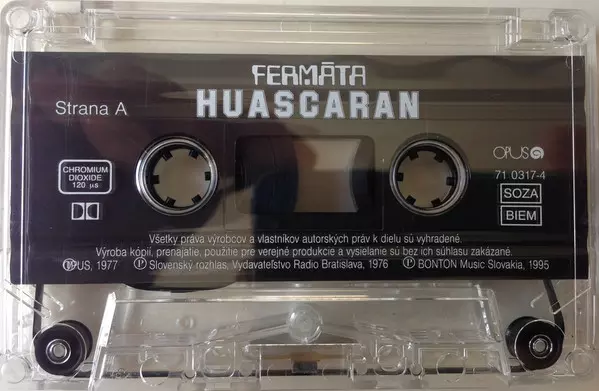 FERMÁTA
HUASCARAN
Strana A
OPUS
71 0317-4
CHROMIUM
DIOXIDE
120 µs
SOZA
BIEM
Všetky práva výrobcov a vlastníkov autorských práv k dielu sú vyhradené.
Výroba kópií, prenajatie, použitie pre verejné produkcie a vysielanie sú bez ich súhlasu zakázané.
Ⓟ OPUS, 1977 Ⓟ Slovenský rozhlas, Vydavateľstvo Radio Bratislava, 1976 Ⓟ BONTON Music Slovakia, 1995